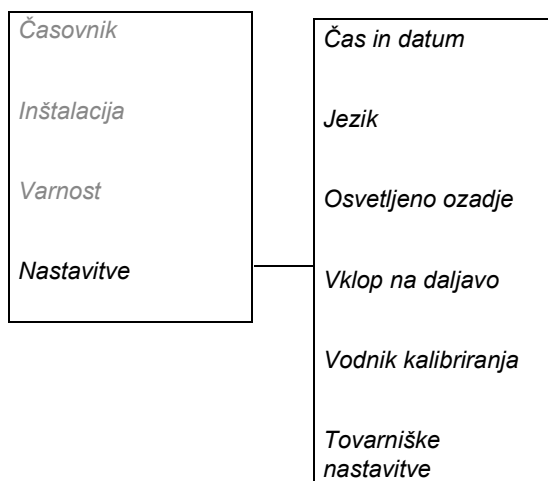 Časovnik
Inštalacija
Varnost
Nastavitve
Čas in datum
Jezik
Osvetljeno ozadje
Vklop na daljavo
Vodnik kalibriranja
Tovarniške
nastavitve